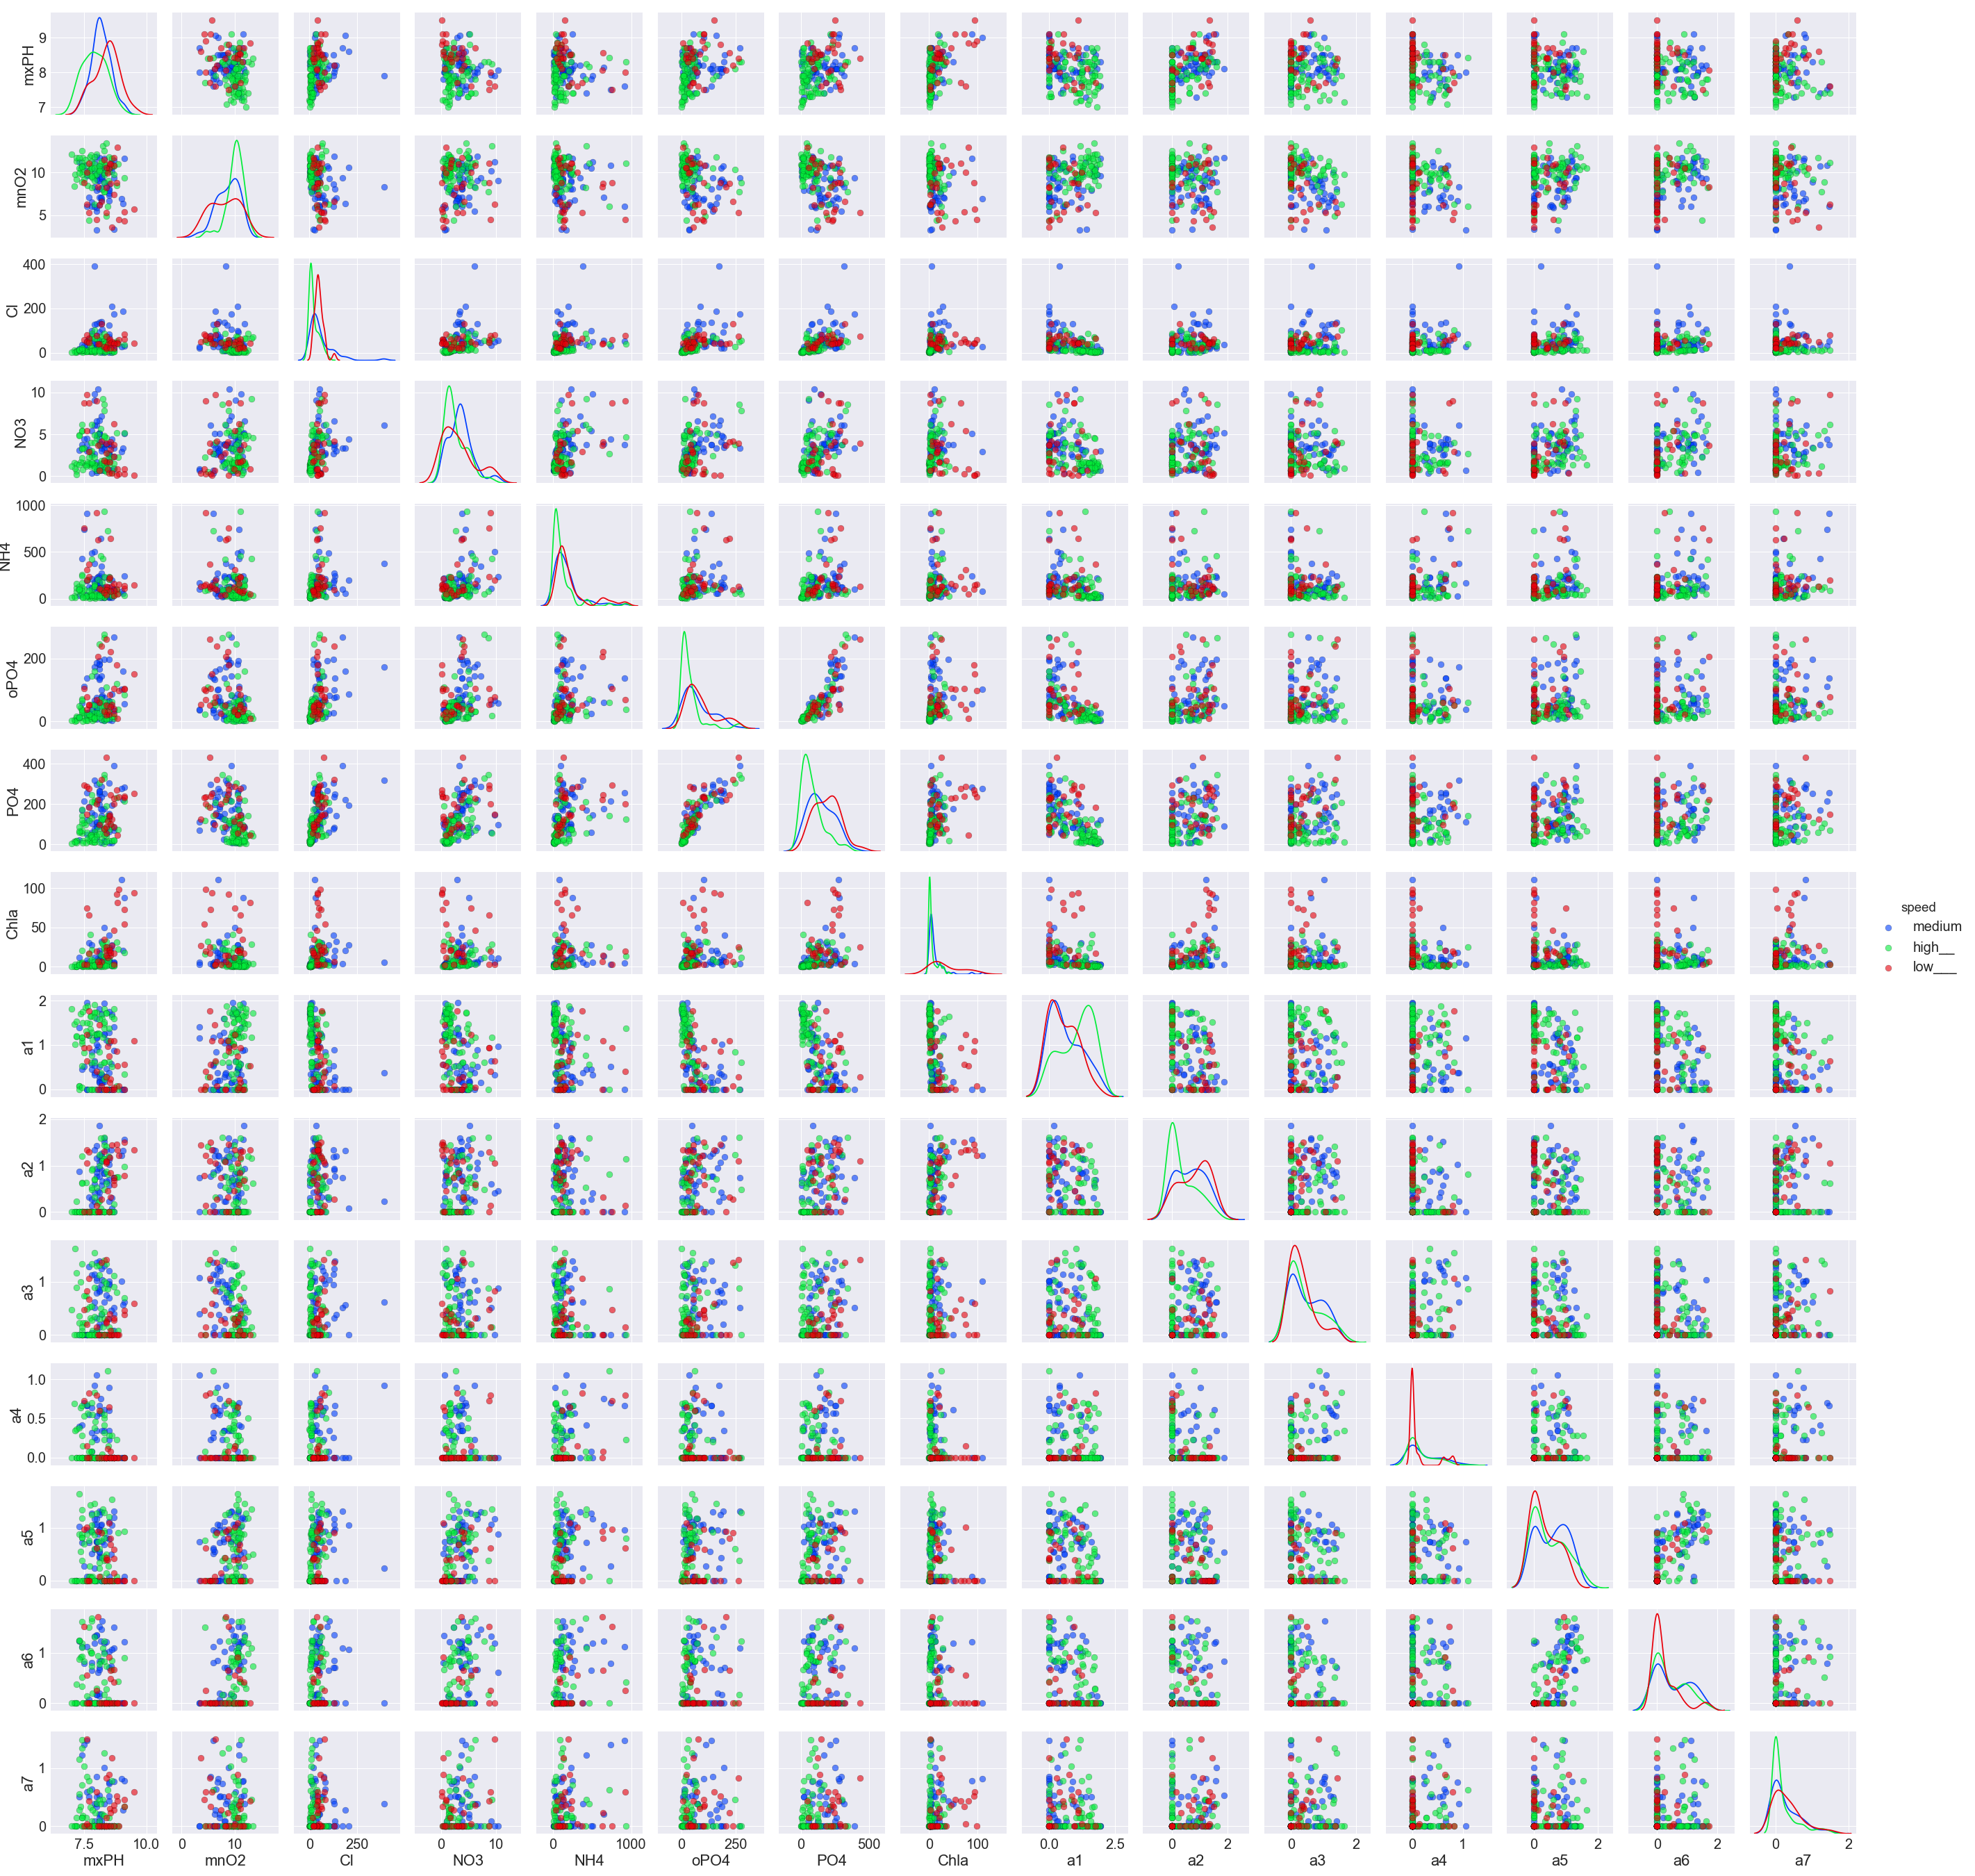 mxPH
9
8
7
mnO2
10
5
Cl
400
200
0
NO3
10
5
0
NH4
1000
500
0
oPO4
200
0
PO4
400
200
0
Chla
100
50
0
speed
medium
high__
low___
a1
2
1
0
a2
2
1
0
a3
1
0
a4
1.0
0.5
0.0
a5
1
0
a6
1
0
a7
1
0
7.5 10.0 0 10 0 250 0 10 0 1000 0 250 0 500 0 100 0.0 2.5 0 2 0 2 0 1 0 2 0 2 0 2
mxPH mnO2 Cl NO3 NH4 oPO4 PO4 Chla a1 a2 a3 a4 a5 a6 a7